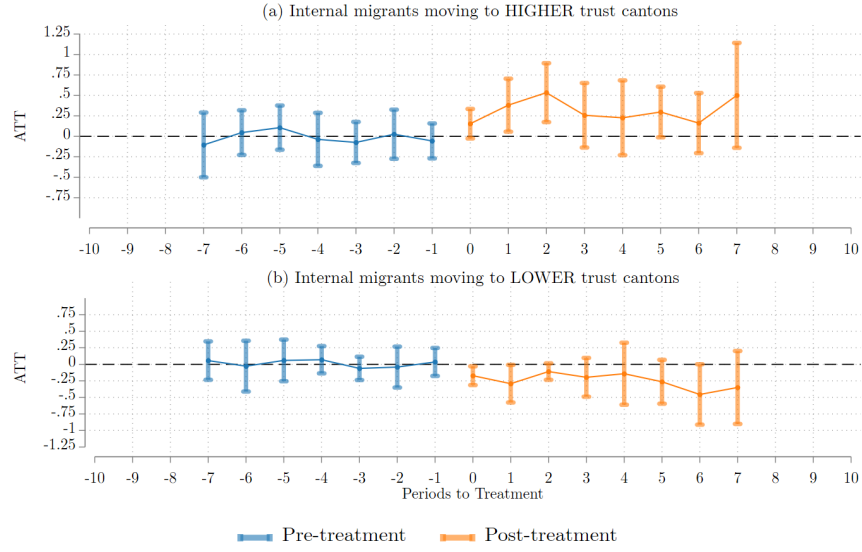 (a) Internal migrants moving to HIGHER trust cantons
1.25
1
.75
.5
.25
0
-.25
-.5
-.75
ATT
-10 -9 -8 -7 -6 -5 -4 -3 -2 -1 0 1 2 3 4 5 6 7 8 9 10
(b) Internal migrants moving to LOWER trust cantons
.75
.5
.25
0
-.25
-.5
-.75
-1
-1.25
ATT
-10 -9 -8 -7 -6 -5 -4 -3 -2 -1 0 1 2 3 4 5 6 7 8 9 10
Periods to Treatment
Pre-treatment Post-treatment